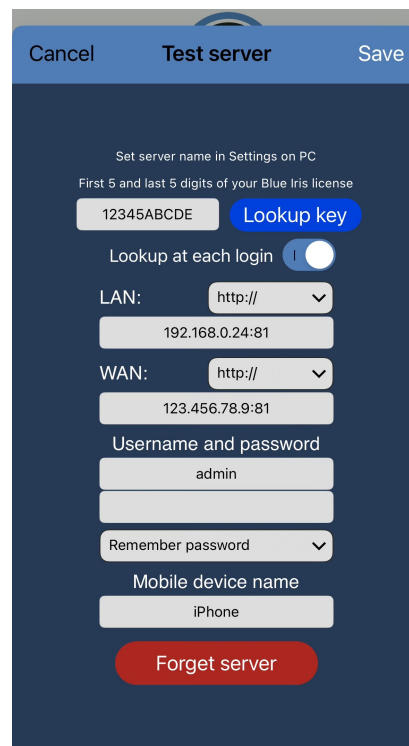 Cancel Test server Save
Set server name in Settings on PC
First 5 and last 5 digits of your Blue Iris license
12345ABCDE Lookup key
Lookup at each login
LAN: http://
192.168.0.24:81
WAN: http://
123.456.78.9:81
Username and password
admin
Remember password
Mobile device name
iPhone
Forget server